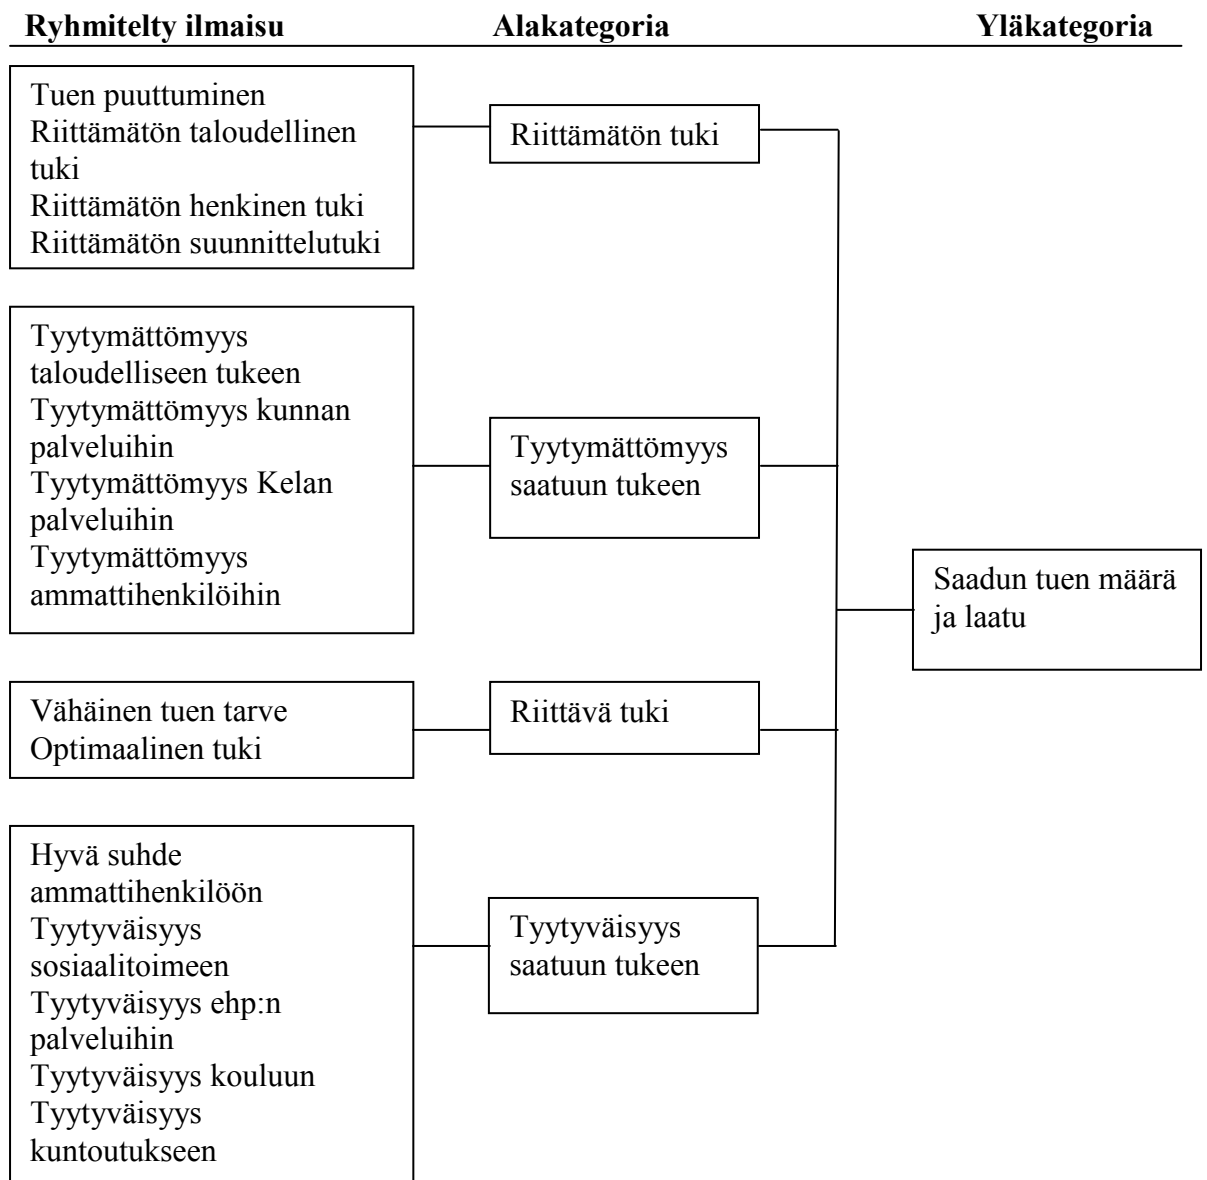 Ryhmitelty ilmaisu Alakategoria Yläkategoria
Tuen puuttuminen
Riittämätön taloudellinen
tuki
Riittämätön henkinen tuki
Riittämätön suunnittelutuki
Riittämätön tuki
Tyytymättömyys
taloudelliseen tukeen
Tyytymättömyys kunnan
palveluihin
Tyytymättömyys Kelan
palveluihin
Tyytymättömyys
ammattihenkilöihin
Tyytymättömyys
saatuun tukeen
Vähäinen tuen tarve
Optimaalinen tuki
Riittävä tuki
Hyvä suhde
ammattihenkilöön
Tyytyväisyys
sosiaalitoimeen
Tyytyväisyys ehp:n
palveluihin
Tyytyväisyys kouluun
Tyytyväisyys
kuntoutukseen
Tyytyväisyys
saatuun tukeen
Saadun tuen määrä
ja laatu